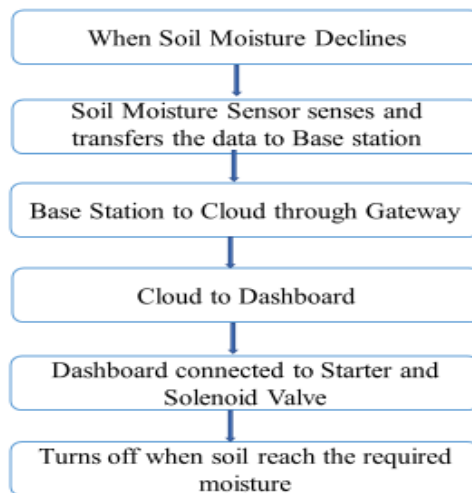 When Soil Moisture Declines
Soil Moisture Sensor senses and
transfers the data to Base station
Base Station to Cloud through Gateway
Cloud to Dashboard
Dashboard connected to Starter and
Solenoid Valve
Turns off when soil reach the required
moisture